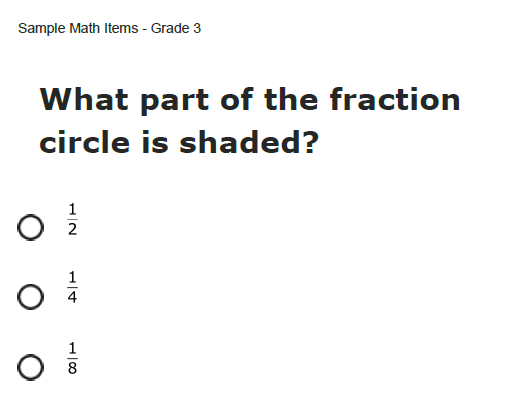 Sample Math Items - Grade 3
What part of the fraction
circle is shaded?
1/2
1/4
1/8